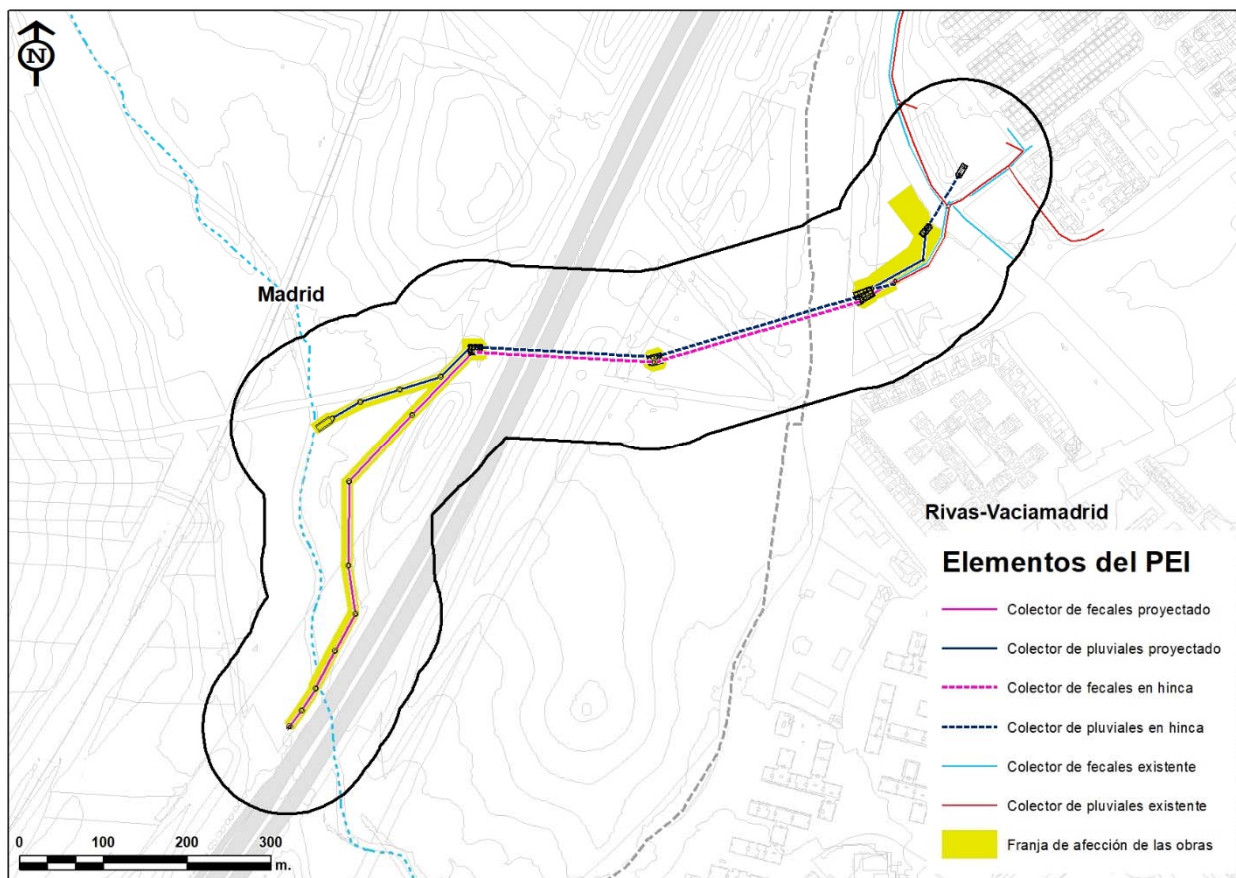 N
Madrid
Rivas-Vaciamadrid
Elementos del PEI
Colector de fecales proyectado
Colector de pluviales proyectado
Colector de fecales en hinca
Colector de pluviales en hinca
Colector de fecales existente
Colector de pluviales existente
Franja de afección de las obras
0 100 200 300
m.